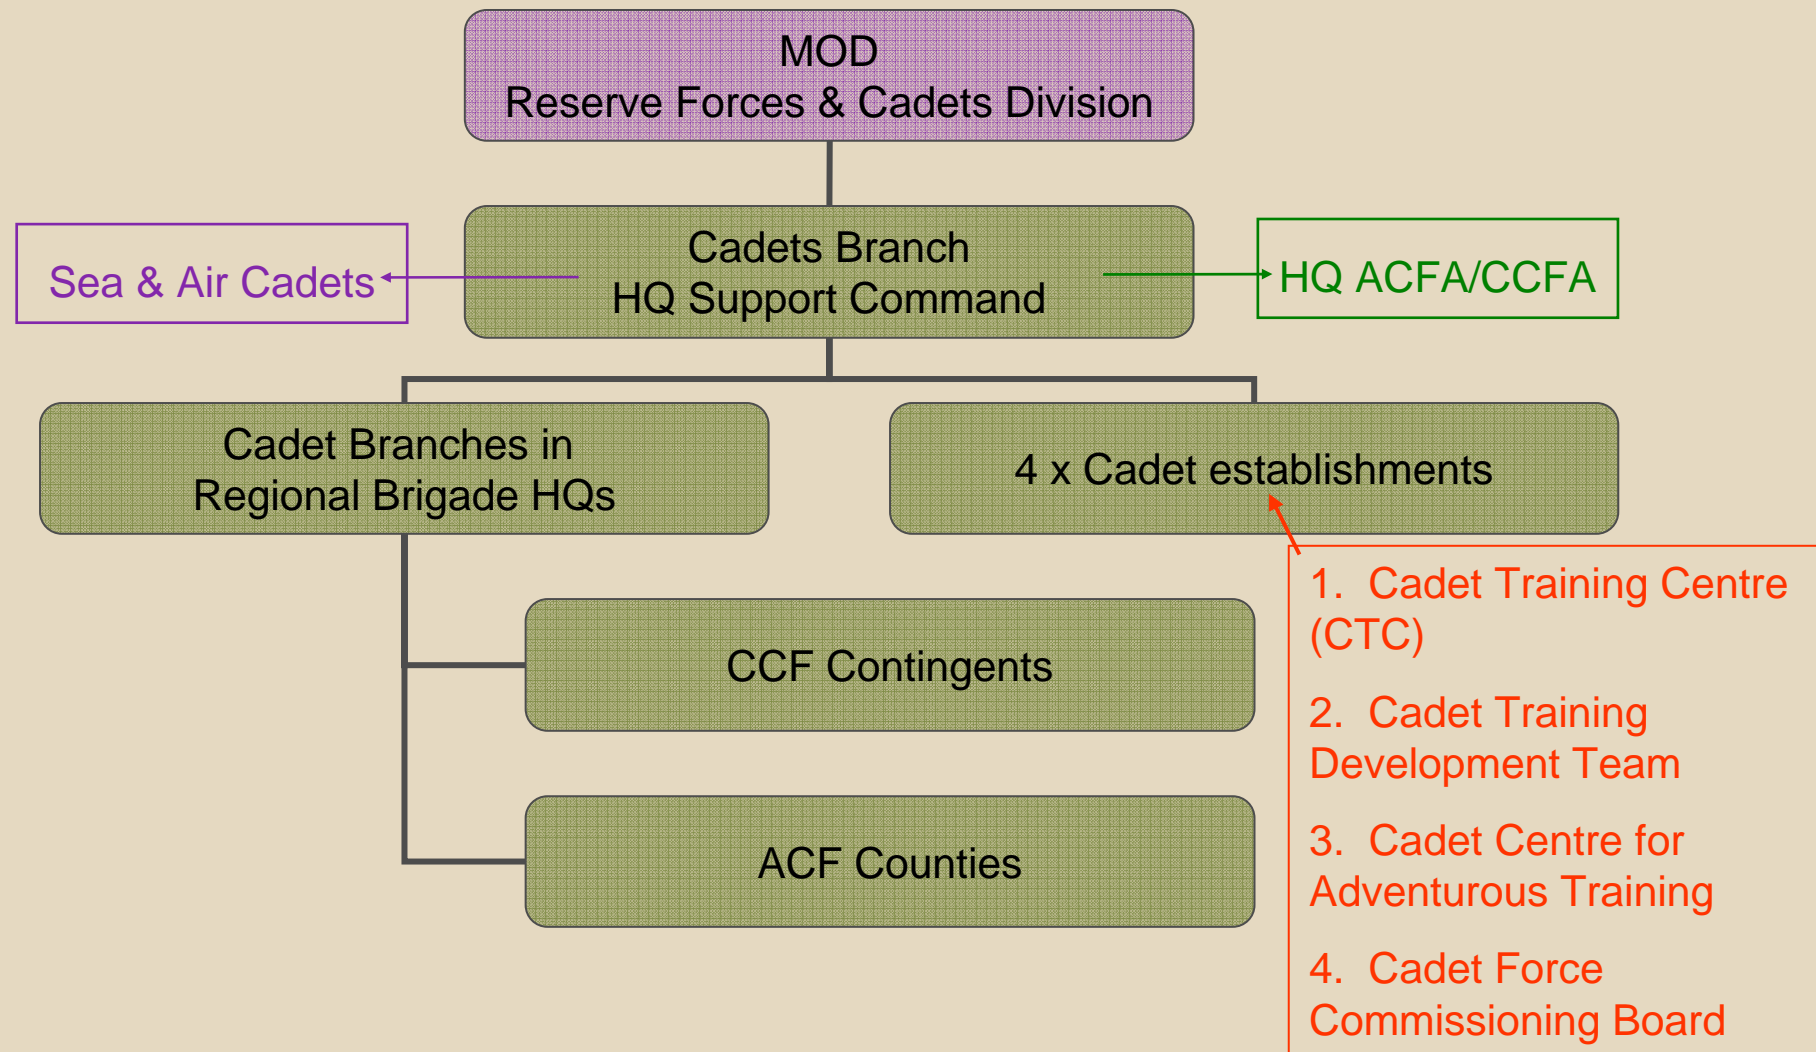 MOD
Reserve Forces & Cadets Division
Sea & Air Cadets
Cadets Branch
HQ Support Command
HQ ACFA/CCFA
Cadet Branches in
Regional Brigade HQs
4 x Cadet establishments
CCF Contingents
ACF Counties
1. Cadet Training Centre
(CTC)
2. Cadet Training
Development Team
3. Cadet Centre for
Adventurous Training
4. Cadet Force
Commissioning Board